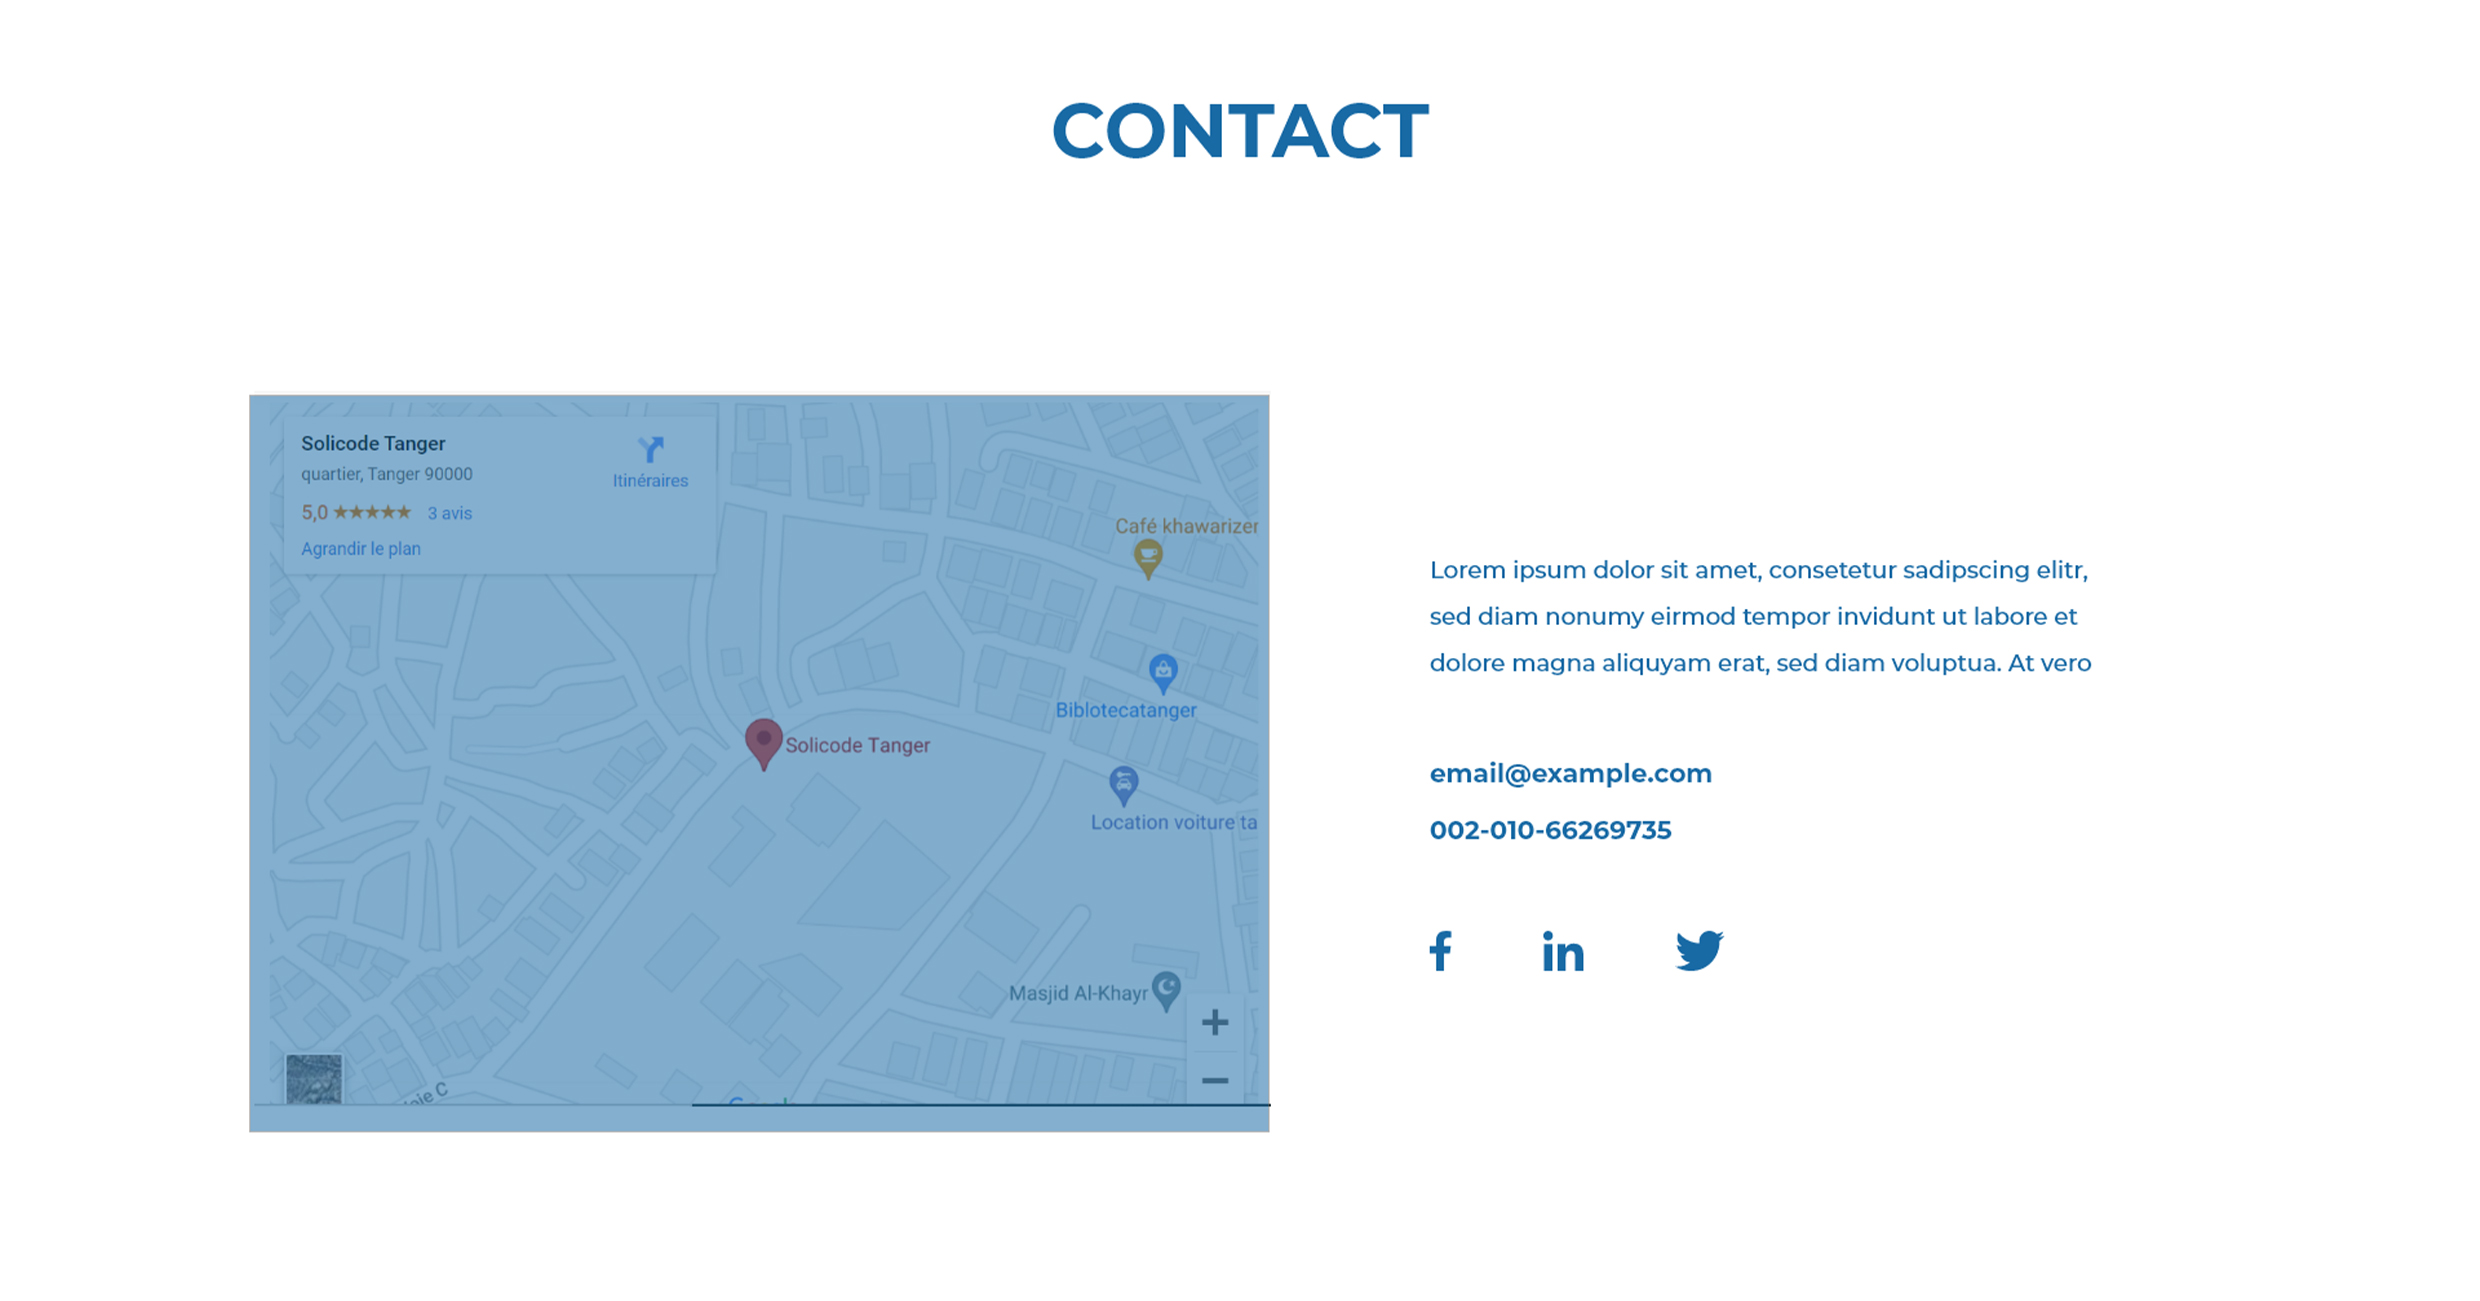 CONTACT
Solicode Tanger
quartier, Tanger 90000
Itinéraires
5,0 ★★★★★ 3 avis
Agrandir le plan
Café khawarizer
Biblotecatanger
Solicode Tanger
Location voiture ta
Masjid Al-Khayr
+
−
Lorem ipsum dolor sit amet, consetetur sadipscing elitr,
sed diam nonumy eirmod tempor invidunt ut labore et
dolore magna aliquyam erat, sed diam voluptua. At vero
email@example.com
002-010-66269735
f
in